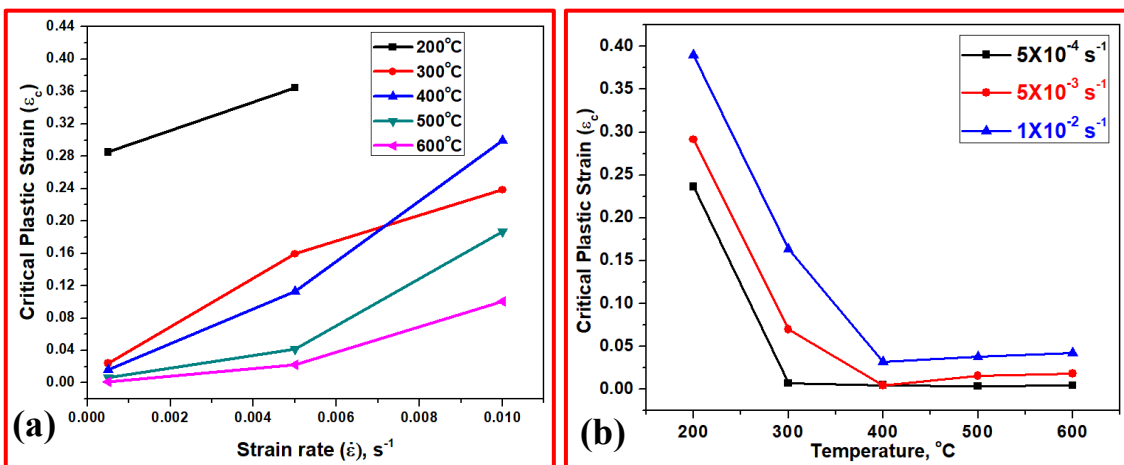 0.44
0.40
0.36
0.32
0.28
0.24
0.20
0.16
0.12
0.08
0.04
0.00
Critical Plastic Strain (ε_c)
200°C
300°C
400°C
500°C
600°C
0.000 0.002 0.004 0.006 0.008 0.010
Strain rate (ε̇), s⁻¹
(a)
0.40
0.35
0.30
0.25
0.20
0.15
0.10
0.05
0.00
Critical Plastic Strain (ε_c)
5X10⁻⁴ s⁻¹
5X10⁻³ s⁻¹
1X10⁻² s⁻¹
200 300 400 500 600
Temperature, °C
(b)